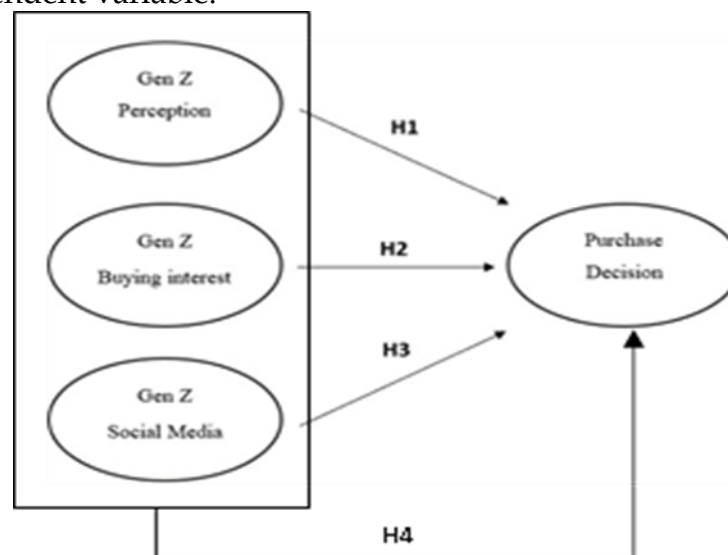 Gen Z
Perception
H1
Gen Z
Buying interest
H2
Purchase
Decision
Gen Z
Social Media
H3
H4